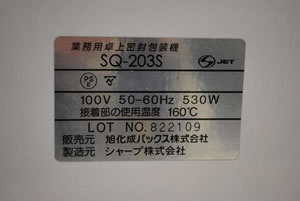 業務用卓上密封包装機
SQ-203S
JET
PS
E
100V 50-60Hz 530W
接着部の使用温度 160℃
LOT NO.822109
販売元 旭化成パックス株式会社
製造元 シャープ株式会社